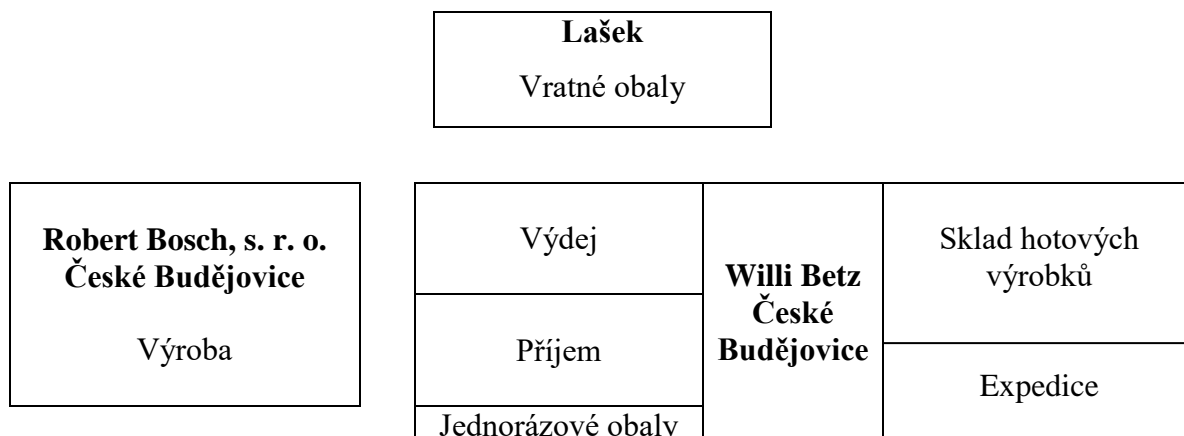 Lašek
Vratné obaly
Robert Bosch, s. r. o.
České Budějovice
Výroba
Výdej
Příjem
Jednorázové obaly
Willi Betz
České
Budějovice
Sklad hotových
výrobků
Expedice